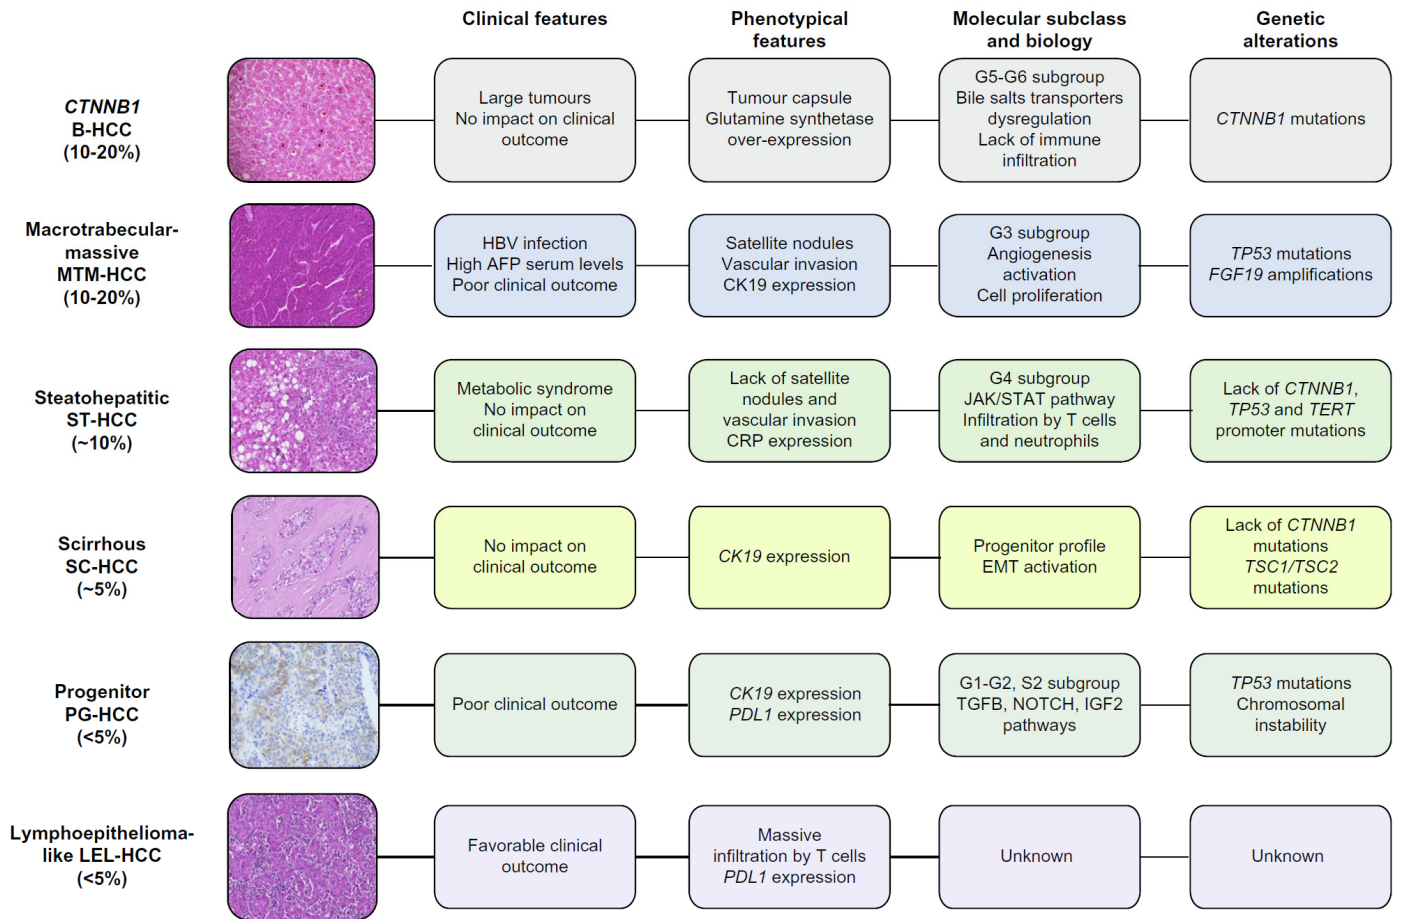 Clinical features
Phenotypical
features
Molecular subclass
and biology
Genetic
alterations
CTNNB1
B-HCC
(10-20%)
Large tumours
No impact on clinical
outcome
Tumour capsule
Glutamine synthetase
over-expression
G5-G6 subgroup
Bile salts transporters
dysregulation
Lack of immune
infiltration
CTNNB1 mutations
Macrotrabecular-
massive
MTM-HCC
(10-20%)
HBV infection
High AFP serum levels
Poor clinical outcome
Satellite nodules
Vascular invasion
CK19 expression
G3 subgroup
Angiogenesis
activation
Cell proliferation
TP53 mutations
FGF19 amplifications
Steatohepatitic
ST-HCC
(~10%)
Metabolic syndrome
No impact on
clinical outcome
Lack of satellite
nodules and
vascular invasion
CRP expression
G4 subgroup
JAK/STAT pathway
Infiltration by T cells
and neutrophils
Lack of CTNNB1,
TP53 and TERT
promoter mutations
Scirrhous
SC-HCC
(~5%)
No impact on
clinical outcome
CK19 expression
Progenitor profile
EMT activation
Lack of CTNNB1
mutations
TSC1/TSC2
mutations
Progenitor
PG-HCC
(<5%)
Poor clinical outcome
CK19 expression
PDL1 expression
G1-G2, S2 subgroup
TGFB, NOTCH, IGF2
pathways
TP53 mutations
Chromosomal
instability
Lymphoepithelioma-
like LEL-HCC
(<5%)
Favorable clinical
outcome
Massive
infiltration by T cells
PDL1 expression
Unknown
Unknown